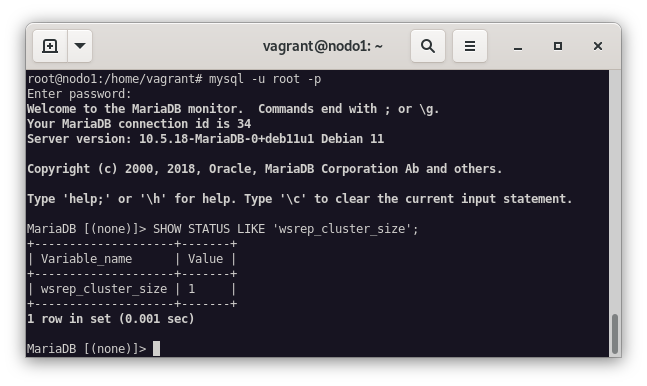 vagrant@nodo1: ~
root@nodo1:/home/vagrant# mysql -u root -p
Enter password:
Welcome to the MariaDB monitor.  Commands end with ; or \g.
Your MariaDB connection id is 34
Server version: 10.5.18-MariaDB-0+deb11u1 Debian 11

Copyright (c) 2000, 2018, Oracle, MariaDB Corporation Ab and others.

Type 'help;' or '\h' for help. Type '\c' to clear the current input statement.

MariaDB [(none)]> SHOW STATUS LIKE 'wsrep_cluster_size';
+--------------------+-------+
| Variable_name      | Value |
+--------------------+-------+
| wsrep_cluster_size | 1     |
+--------------------+-------+
1 row in set (0.001 sec)

MariaDB [(none)]>